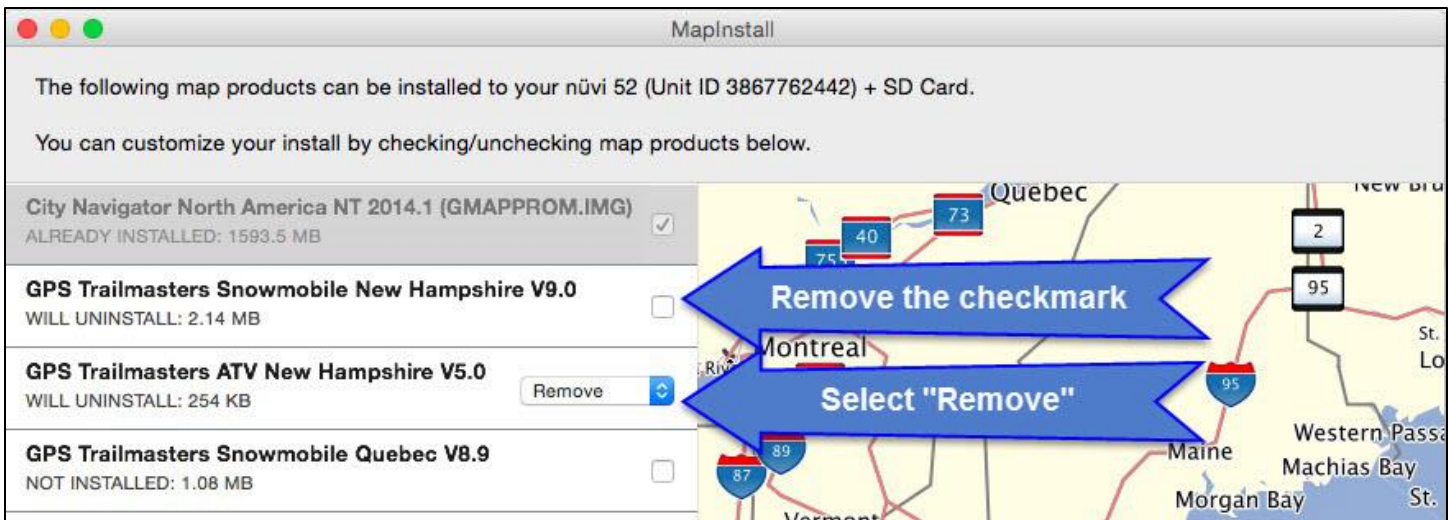 MapInstall
The following map products can be installed to your nüvi 52 (Unit ID 3867762442) + SD Card.
You can customize your install by checking/unchecking map products below.
City Navigator North America NT 2014.1 (GMAPPROM.IMG)
ALREADY INSTALLED: 1593.5 MB
GPS Trailmasters Snowmobile New Hampshire V9.0
WILL UNINSTALL: 2.14 MB
GPS Trailmasters ATV New Hampshire V5.0
WILL UNINSTALL: 254 KB
Remove
GPS Trailmasters Snowmobile Quebec V8.9
NOT INSTALLED: 1.08 MB
Quebec
New Bru
73
40
75
2
95
Remove the checkmark
Montreal
St.
Lo
95
Select "Remove"
89
87
Maine
Western Passa
Machias Bay
Morgan Bay
St.
Vermont